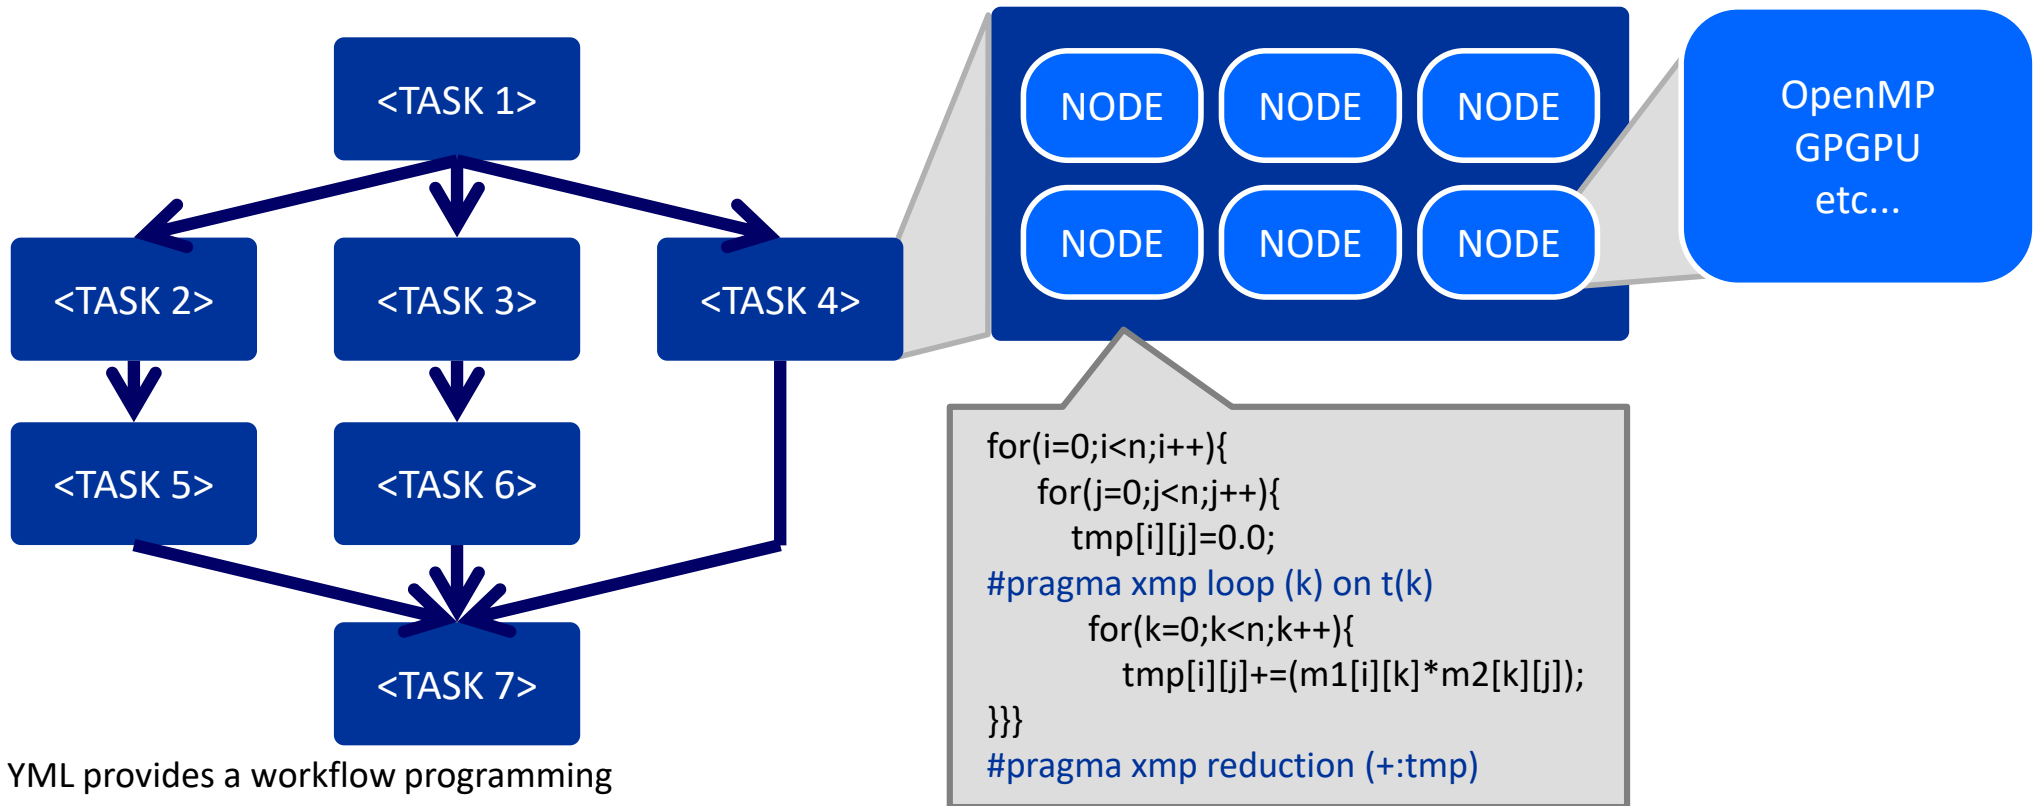 <TASK 1>
<TASK 2>
<TASK 3>
<TASK 4>
<TASK 5>
<TASK 6>
<TASK 7>
YML provides a workflow programming
NODE
NODE
NODE
NODE
NODE
NODE
OpenMP
GPGPU
etc...
for(i=0;i<n;i++){
for(j=0;j<n;j++){
tmp[i][j]=0.0;
#pragma xmp loop (k) on t(k)
for(k=0;k<n;k++){
tmp[i][j]+=(m1[i][k]*m2[k][j]);
}}}
#pragma xmp reduction (+:tmp)